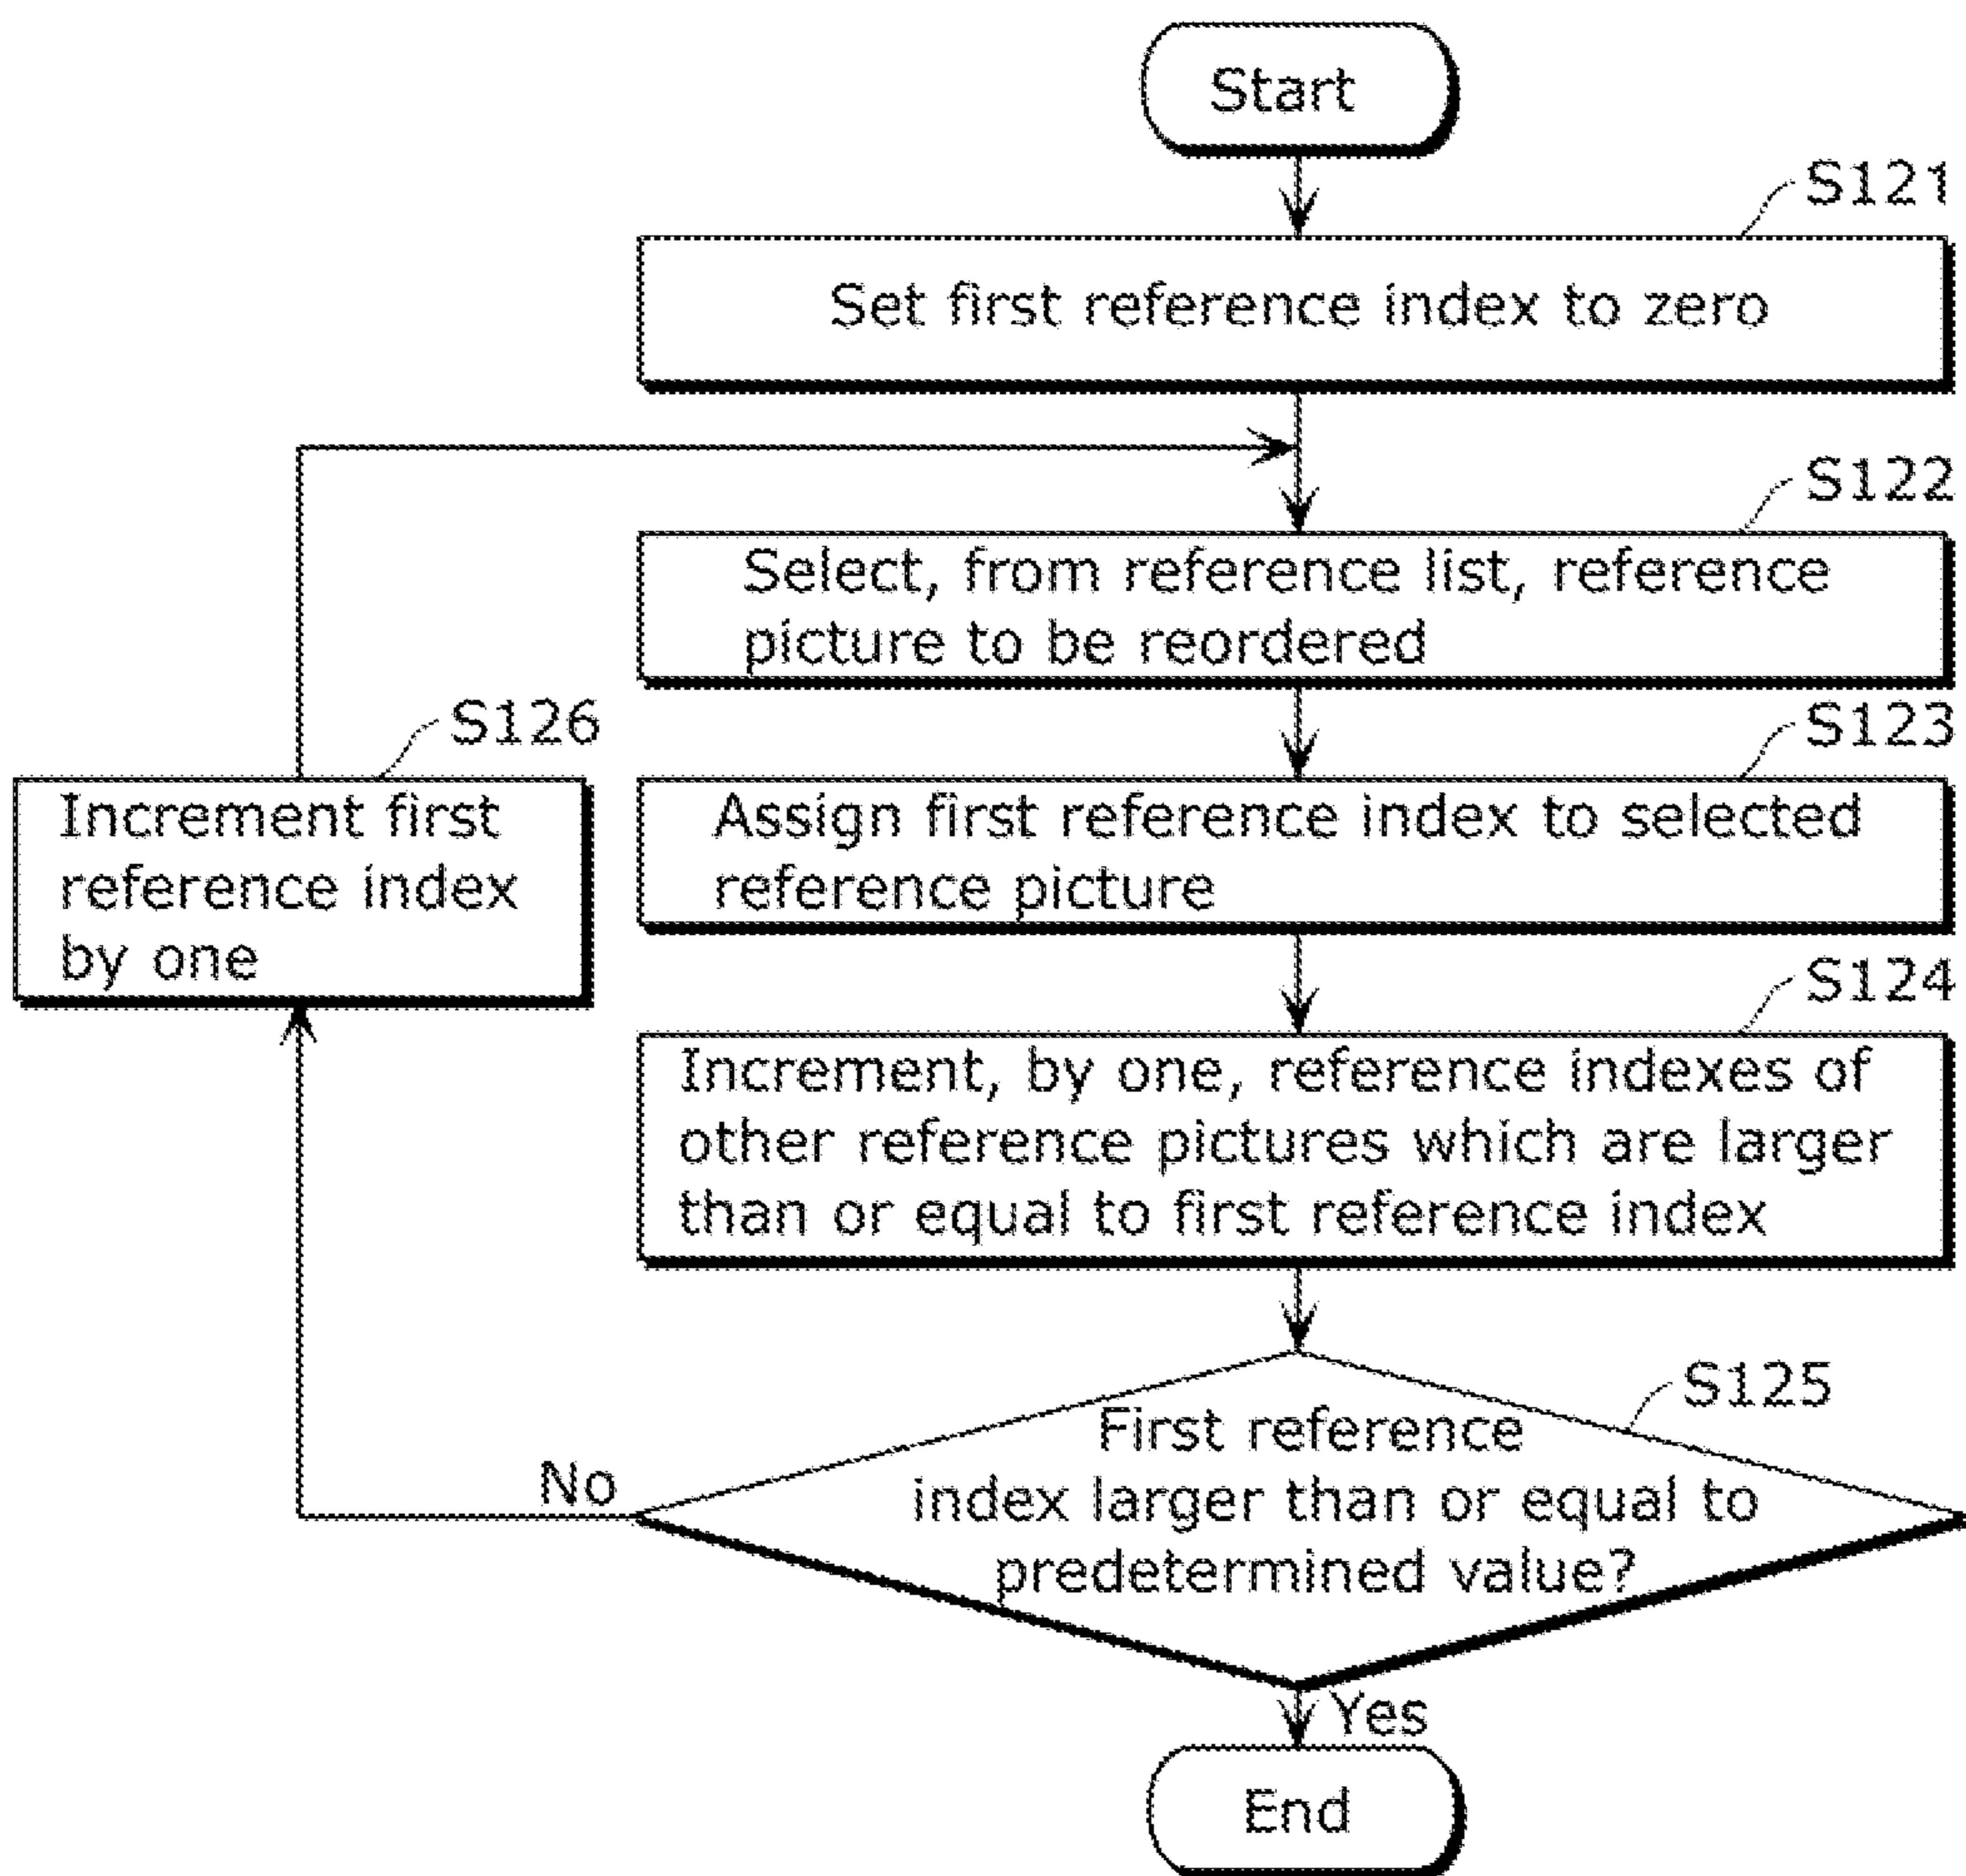 Start
S121
Set first reference index to zero
S122
Select, from reference list, reference
picture to be reordered
S126
Increment first
reference index
by one
S123
Assign first reference index to selected
reference picture
S124
Increment, by one, reference indexes of
other reference pictures which are larger
than or equal to first reference index
S125
First reference
index larger than or equal to
predetermined value?
No
Yes
End